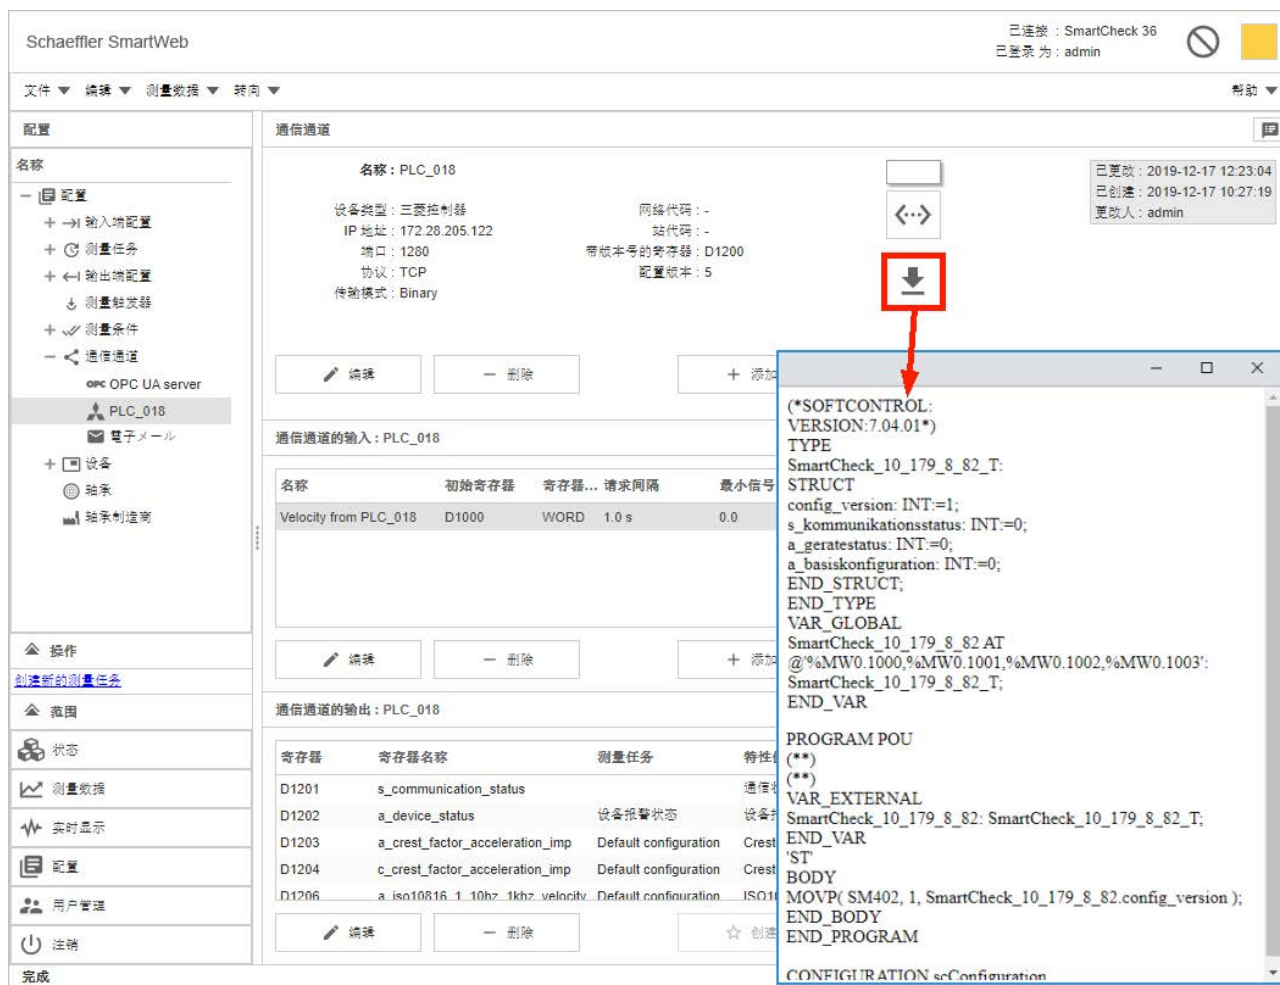 Schaeffler SmartWeb
已连接 : SmartCheck 36
已登录 为 : admin
文件 编辑 测量数据 转向 帮助
配置
名称
配置
输入端配置
测量任务
输出端配置
测量触发器
测量条件
通信通道
OPC OPC UA server
PLC_018
電子メール
设备
轴承
轴承制造商
操作
创建新的测量任务
范围
状态
测量数据
实时显示
配置
用户管理
注销
完成
通信通道
名称 : PLC_018
设备类型 : 三菱控制器
IP 地址 : 172.28.205.122
端口 : 1280
协议 : TCP
传输模式 : Binary
网络代码 : -
站代码 : -
带版本号的寄存器 : D1200
配置版本 : 5
已更改 : 2019-12-17 12:23:04
已创建 : 2019-12-17 10:27:19
更改人 : admin
编辑 删除 添加
通信通道的输入 : PLC_018
名称 初始寄存器 寄存器... 请求间隔 最小信号
Velocity from PLC_018 D1000 WORD 1.0 s 0.0
编辑 删除 添加
通信通道的输出 : PLC_018
寄存器 寄存器名称 测量任务
D1201 s_communication_status
D1202 a_device_status 设备报警状态
D1203 a_crest_factor_acceleration_imp Default configuration Crest
D1204 c_crest_factor_acceleration_imp Default configuration Crest
D1206 a_iso10816_1_10hz_1khz_velocity Default configuration ISO10
编辑 删除 创建
(*SOFTCONTROL:
VERSION:7.04.01*)
TYPE
SmartCheck_10_179_8_82_T:
STRUCT
config_version: INT:=1;
s_kommunikationsstatus: INT:=0;
a_geratestatus: INT:=0;
a_basiskonfiguration: INT:=0;
END_STRUCT;
END_TYPE
VAR_GLOBAL
SmartCheck_10_179_8_82 AT
@'%MW0.1000,%MW0.1001,%MW0.1002,%MW0.1003':
SmartCheck_10_179_8_82_T;
END_VAR
PROGRAM POU
(**)
(**)
VAR_EXTERNAL
SmartCheck_10_179_8_82: SmartCheck_10_179_8_82_T;
END_VAR
'ST'
BODY
MOVP( SM402, 1, SmartCheck_10_179_8_82.config_version );
END_BODY
END_PROGRAM
CONFIGURATION scConfiguration